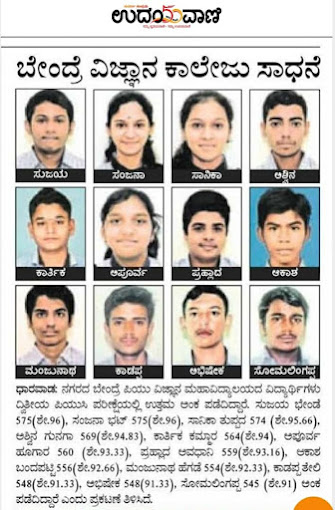 ಉದಯವಾಣಿ
ಬೇಂದ್ರೆ ವಿಜ್ಞಾನ ಕಾಲೇಜು ಸಾಧನೆ
ಸುಜಯ ಸಂಜನಾ ಸಾನಿಕಾ ಅಶ್ವಿನ
ಕಾರ್ತಿಕ ಅಪೂರ್ವ ಪ್ರಹ್ಲಾದ ಆಕಾಶ
ಮಂಜುನಾಥ ಕಾಡಪ್ಪ ಅಭಿಷೇಕ ಸೋಮಲಿಂಗಪ್ಪ
ಧಾರವಾಡ: ನಗರದ ಬೇಂದ್ರೆ ಪಿಯು ವಿಜ್ಞಾನ ಮಹಾವಿದ್ಯಾಲಯದ ವಿದ್ಯಾರ್ಥಿಗಳು
ದ್ವಿತೀಯ ಪಿಯುಸಿ ಪರೀಕ್ಷೆಯಲ್ಲಿ ಉತ್ತಮ ಅಂಕ ಪಡೆದಿದ್ದಾರೆ. ಸುಜಯ ಭೇಂಡೆ
575(ಶೇ.96), ಸಂಜನಾ ಭಟ್ 575(ಶೇ.96), ಸಾನಿಕಾ ತುಪ್ಪದ 574 (ಶೇ.95.66),
ಅಶ್ವಿನ ಗುನಗಾ 569(ಶೇ.94.83), ಕಾರ್ತಿಕ ಕಮ್ಮಾರ 564(ಶೇ.94), ಅಪೂರ್ವ
ಹೂಗಾರ 560 (ಶೇ.93.33), ಪ್ರಹ್ಲಾದ ಅವಧಾನಿ 559(ಶೇ.93.16), ಆಕಾಶ
ಬಂದಪಟ್ಟಿ 556(ಶೇ.92.66), ಮಂಜುನಾಥ ಹೆಗಡೆ 554(ಶೇ.92.33), ಕಾಡಪ್ಪ ತೇಲಿ
548(ಶೇ.91.33), ಅಭಿಷೇಕ 548(91.33), ಸೋಮಲಿಂಗಪ್ಪ 545 (ಶೇ.91) ಅಂಕ
ಪಡೆದಿದ್ದಾರೆ ಎಂದು ಪ್ರಕಟಣೆ ತಿಳಿಸಿದೆ.